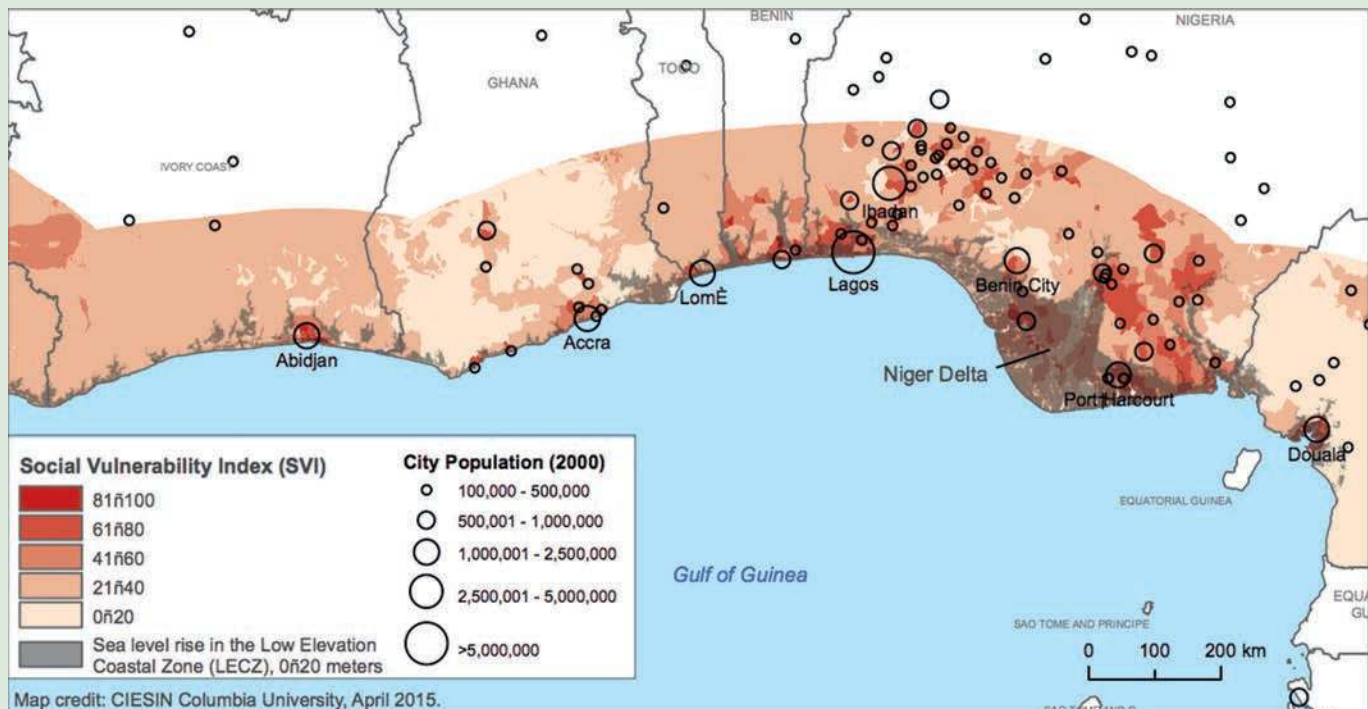 BENIN
NIGERIA
GHANA
TOGO
IVORY COAST
Ibadan
Benin City
LomÈ
Lagos
Accra
Abidjan
Niger Delta
Port Harcourt
Douala
EQUATORIAL GUINEA
Gulf of Guinea
SAO TOME AND PRINCIPE
EQUA
GU
0 100 200 km
Social Vulnerability Index (SVI)
81ñ100
61ñ80
41ñ60
21ñ40
0ñ20
Sea level rise in the Low Elevation
Coastal Zone (LECZ), 0ñ20 meters
City Population (2000)
100,000 - 500,000
500,001 - 1,000,000
1,000,001 - 2,500,000
2,500,001 - 5,000,000
>5,000,000
Map credit: CIESIN Columbia University, April 2015.